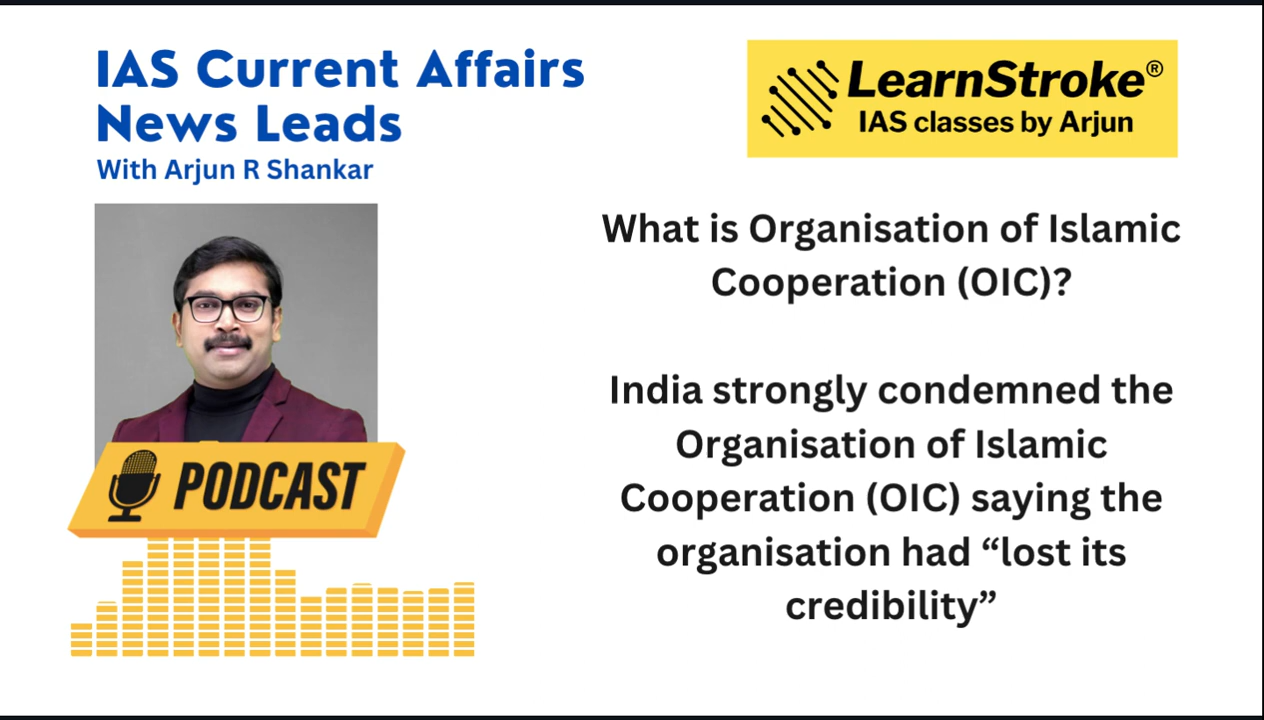 IAS Current Affairs
News Leads
With Arjun R Shankar
LearnStroke®
IAS classes by Arjun
What is Organisation of Islamic
Cooperation (OIC)?
India strongly condemned the
Organisation of Islamic
Cooperation (OIC) saying the
organisation had “lost its
credibility”
PODCAST